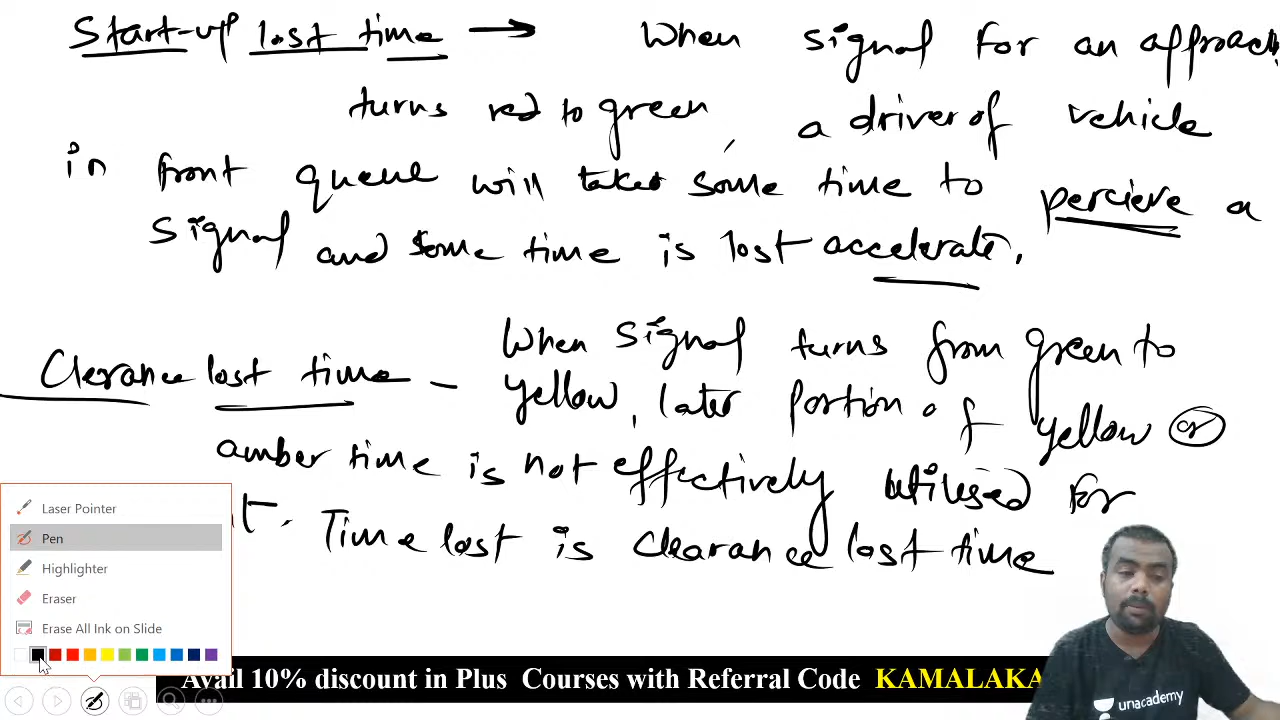 Start-up lost time → When signal for an approach
turns red to green, a driver of vehicle
in front queue will takes some time to percieve a
signal and some time is lost accelerate.
Clerance lost time – When signal turns from green to
yellow, later portion of yellow or
amber time is not effectively utilised for
t. Time lost is clearance lost time
Laser Pointer
Pen
Highlighter
Eraser
Erase All Ink on Slide
Avail 10% discount in Plus Courses with Referral Code KAMALAKA
unacademy